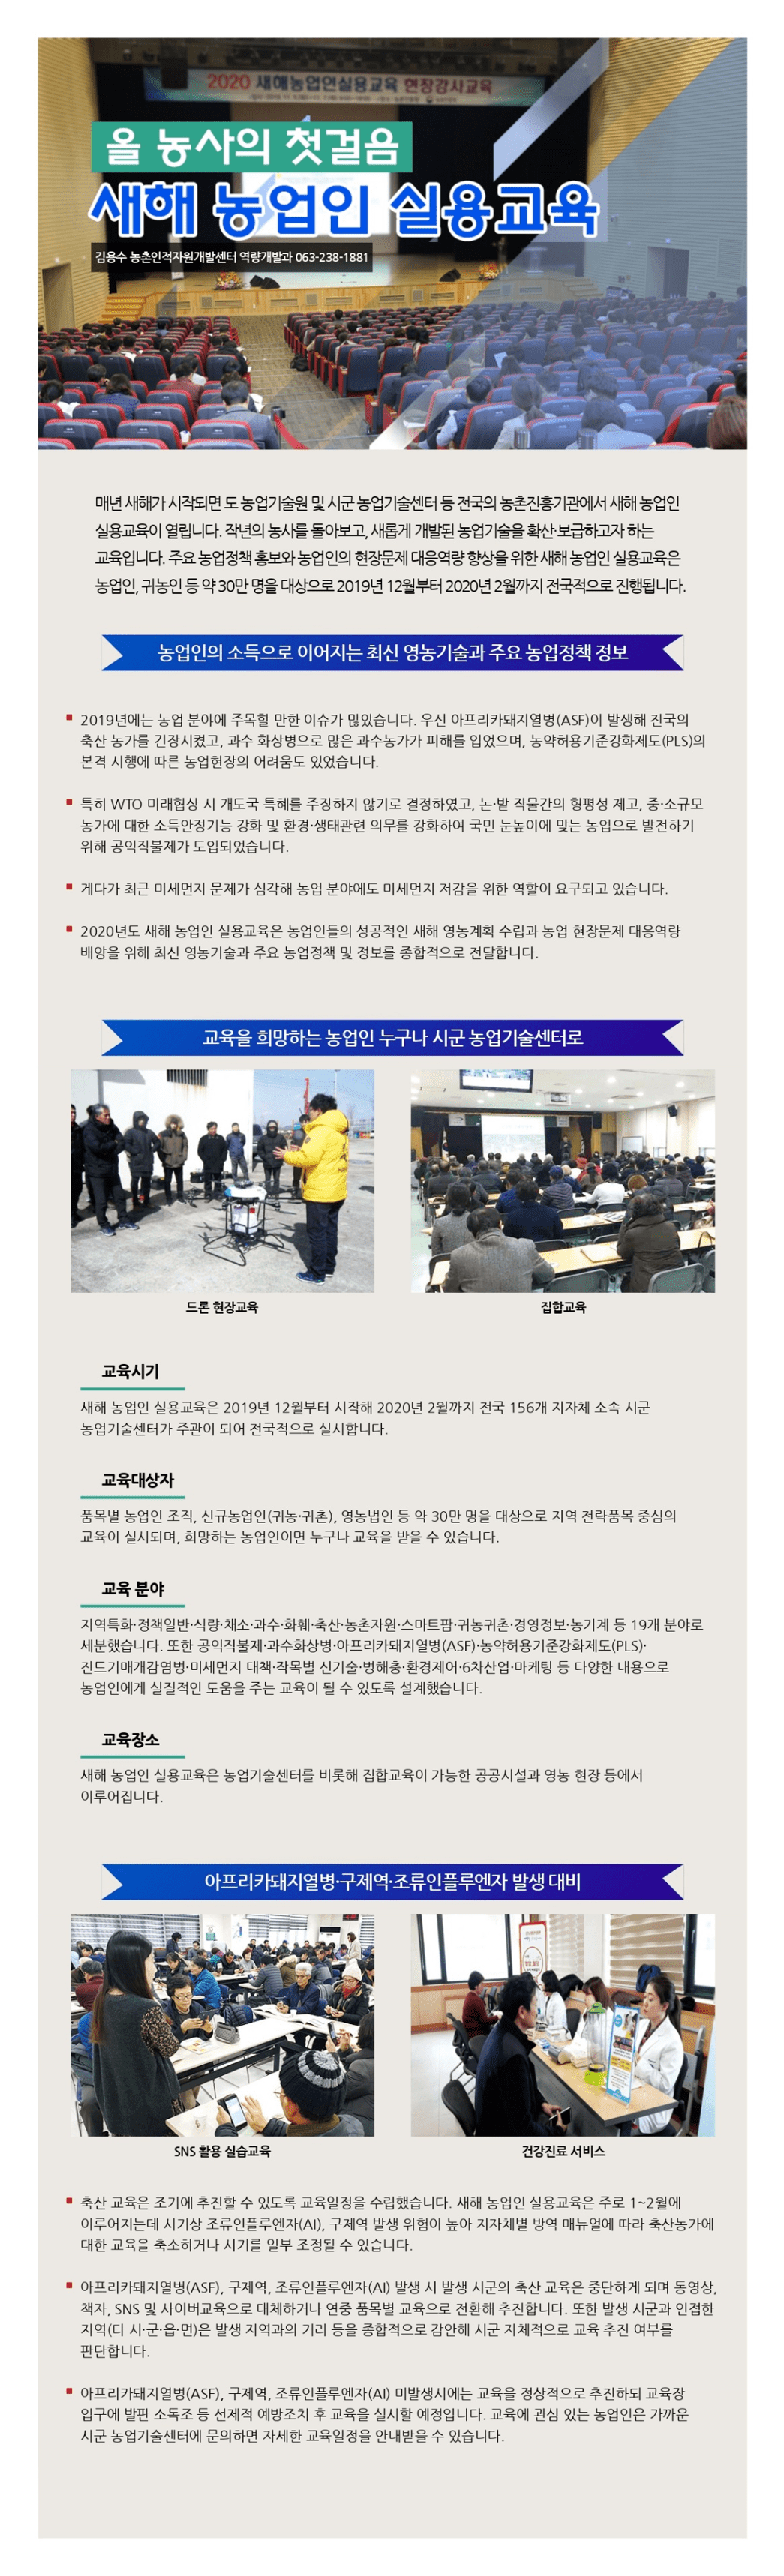 2020 새해농업인실용교육 현장강사교육
올 농사의 첫걸음
새해 농업인 실용교육
김용수 농촌인적자원개발센터 역량개발과 063-238-1881
매년 새해가 시작되면 도 농업기술원 및 시군 농업기술센터 등 전국의 농촌진흥기관에서 새해 농업인
실용교육이 열립니다. 작년의 농사를 돌아보고, 새롭게 개발된 농업기술을 확산·보급하고자 하는
교육입니다. 주요 농업정책 홍보와 농업인의 현장문제 대응역량 향상을 위한 새해 농업인 실용교육은
농업인, 귀농인 등 약 30만 명을 대상으로 2019년 12월부터 2020년 2월까지 전국적으로 진행됩니다.
농업인의 소득으로 이어지는 최신 영농기술과 주요 농업정책 정보
2019년에는 농업 분야에 주목할 만한 이슈가 많았습니다. 우선 아프리카돼지열병(ASF)이 발생해 전국의
축산 농가를 긴장시켰고, 과수 화상병으로 많은 과수농가가 피해를 입었으며, 농약허용기준강화제도(PLS)의
본격 시행에 따른 농업현장의 어려움도 있었습니다.
특히 WTO 미래협상 시 개도국 특혜를 주장하지 않기로 결정하였고, 논·밭 작물간의 형평성 제고, 중·소규모
농가에 대한 소득안정기능 강화 및 환경·생태관련 의무를 강화하여 국민 눈높이에 맞는 농업으로 발전하기
위해 공익직불제가 도입되었습니다.
게다가 최근 미세먼지 문제가 심각해 농업 분야에도 미세먼지 저감을 위한 역할이 요구되고 있습니다.
2020년도 새해 농업인 실용교육은 농업인들의 성공적인 새해 영농계획 수립과 농업 현장문제 대응역량
배양을 위해 최신 영농기술과 주요 농업정책 및 정보를 종합적으로 전달합니다.
교육을 희망하는 농업인 누구나 시군 농업기술센터로
드론 현장교육
집합교육
교육시기
새해 농업인 실용교육은 2019년 12월부터 시작해 2020년 2월까지 전국 156개 지자체 소속 시군
농업기술센터가 주관이 되어 전국적으로 실시합니다.
교육대상자
품목별 농업인 조직, 신규농업인(귀농·귀촌), 영농법인 등 약 30만 명을 대상으로 지역 전략품목 중심의
교육이 실시되며, 희망하는 농업인이면 누구나 교육을 받을 수 있습니다.
교육 분야
지역특화·정책일반·식량·채소·과수·화훼·축산·농촌자원·스마트팜·귀농귀촌·경영정보·농기계 등 19개 분야로
세분했습니다. 또한 공익직불제·과수화상병·아프리카돼지열병(ASF)·농약허용기준강화제도(PLS)·
진드기매개감염병·미세먼지 대책·작목별 신기술·병해충·환경제어·6차산업·마케팅 등 다양한 내용으로
농업인에게 실질적인 도움을 주는 교육이 될 수 있도록 설계했습니다.
교육장소
새해 농업인 실용교육은 농업기술센터를 비롯해 집합교육이 가능한 공공시설과 영농 현장 등에서
이루어집니다.
아프리카돼지열병·구제역·조류인플루엔자 발생 대비
SNS 활용 실습교육
건강진료 서비스
축산 교육은 조기에 추진할 수 있도록 교육일정을 수립했습니다. 새해 농업인 실용교육은 주로 1~2월에
이루어지는데 시기상 조류인플루엔자(AI), 구제역 발생 위험이 높아 지자체별 방역 매뉴얼에 따라 축산농가에
대한 교육을 축소하거나 시기를 일부 조정될 수 있습니다.
아프리카돼지열병(ASF), 구제역, 조류인플루엔자(AI) 발생 시 발생 시군의 축산 교육은 중단하게 되며 동영상,
책자, SNS 및 사이버교육으로 대체하거나 연중 품목별 교육으로 전환해 추진합니다. 또한 발생 시군과 인접한
지역(타 시·군·읍·면)은 발생 지역과의 거리 등을 종합적으로 감안해 시군 자체적으로 교육 추진 여부를
판단합니다.
아프리카돼지열병(ASF), 구제역, 조류인플루엔자(AI) 미발생시에는 교육을 정상적으로 추진하되 교육장
입구에 발판 소독조 등 선제적 예방조치 후 교육을 실시할 예정입니다. 교육에 관심 있는 농업인은 가까운
시군 농업기술센터에 문의하면 자세한 교육일정을 안내받을 수 있습니다.